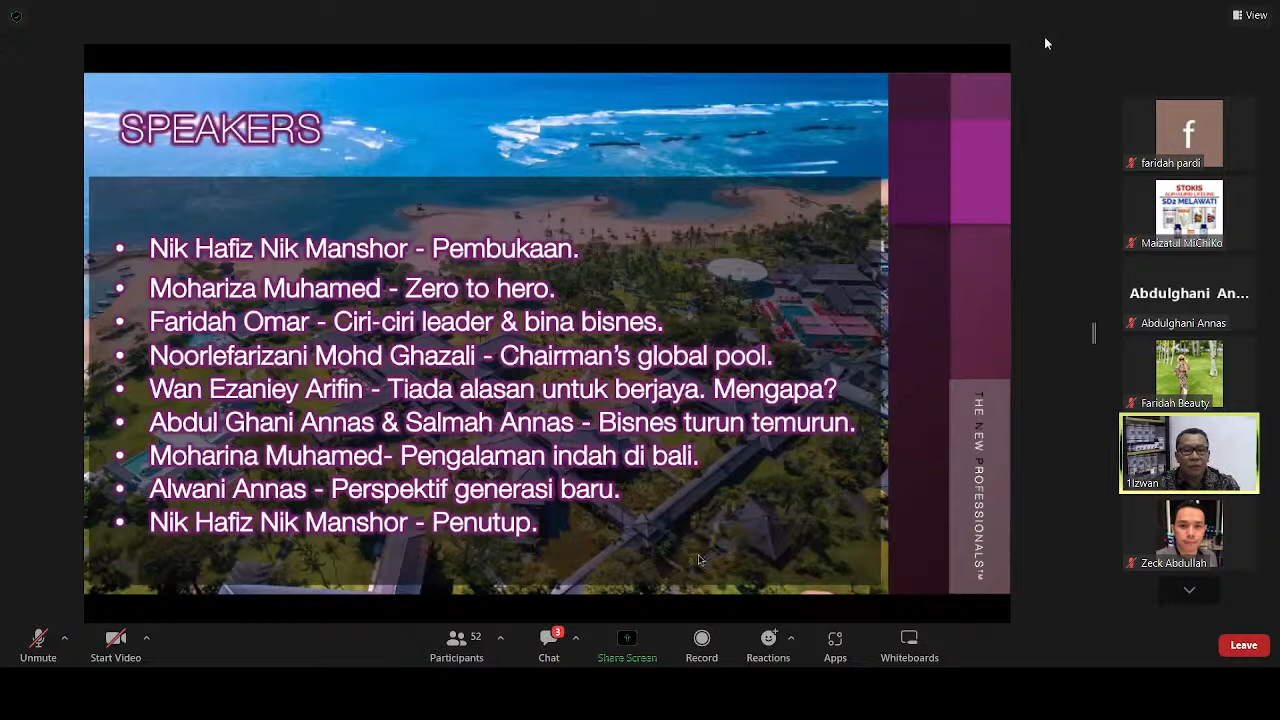 View
SPEAKERS
• Nik Hafiz Nik Manshor - Pembukaan.
• Mohariza Muhamed - Zero to hero.
• Faridah Omar - Ciri-ciri leader & bina bisnes.
• Noorlefarizani Mohd Ghazali - Chairman’s global pool.
• Wan Ezaniey Arifin - Tiada alasan untuk berjaya. Mengapa?
• Abdul Ghani Annas & Salmah Annas - Bisnes turun temurun.
• Moharina Muhamed- Pengalaman indah di bali.
• Alwani Annas - Perspektif generasi baru.
• Nik Hafiz Nik Manshor - Penutup.
THE NEW PROFESSIONALS™
f
faridah pardi
STOKIS
SD2 MELAWATI
Maizatul MiChiKo
Abdulghani An...
Abdulghani Annas
Faridah Beauty
1Izwan
Zeck Abdullah
Unmute
Start Video
52
Participants
3
Chat
Share Screen
Record
Reactions
Apps
Whiteboards
Leave